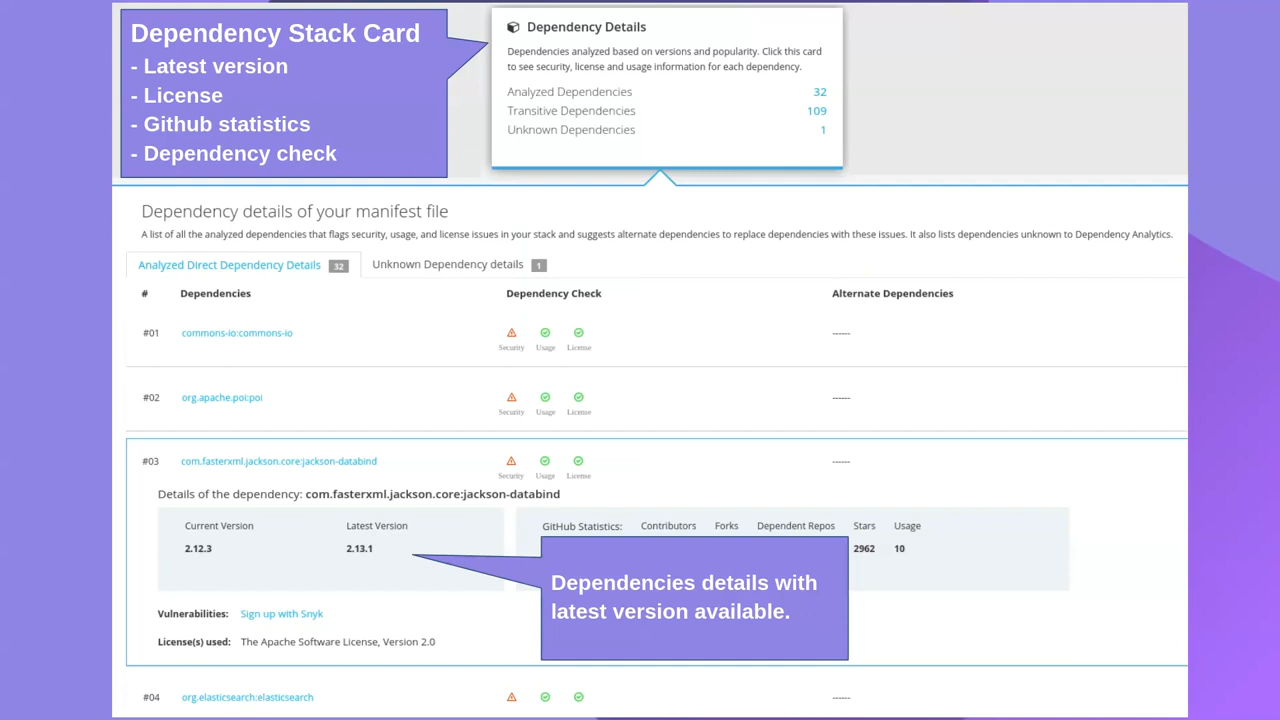 Dependency Stack Card
- Latest version
- License
- Github statistics
- Dependency check
Dependency Details
Dependencies analyzed based on versions and popularity. Click this card
to see security, license and usage information for each dependency.
Analyzed Dependencies 32
Transitive Dependencies 109
Unknown Dependencies 1
Dependency details of your manifest file
A list of all the analyzed dependencies that flags security, usage, and license issues in your stack and suggests alternate dependencies to replace dependencies with these issues. It also lists dependencies unknown to Dependency Analytics.
Analyzed Direct Dependency Details 32 Unknown Dependency details 1
# Dependencies Dependency Check Alternate Dependencies
#01 commons-io:commons-io ------
Security Usage License
#02 org.apache.poi:poi ------
Security Usage License
#03 com.fasterxml.jackson.core:jackson-databind ------
Security Usage License
Details of the dependency: com.fasterxml.jackson.core:jackson-databind
Current Version Latest Version GitHub Statistics: Contributors Forks Dependent Repos Stars Usage
2.12.3 2.13.1 2962 10
Dependencies details with
latest version available.
Vulnerabilities: Sign up with Snyk
License(s) used: The Apache Software License, Version 2.0
#04 org.elasticsearch:elasticsearch ------